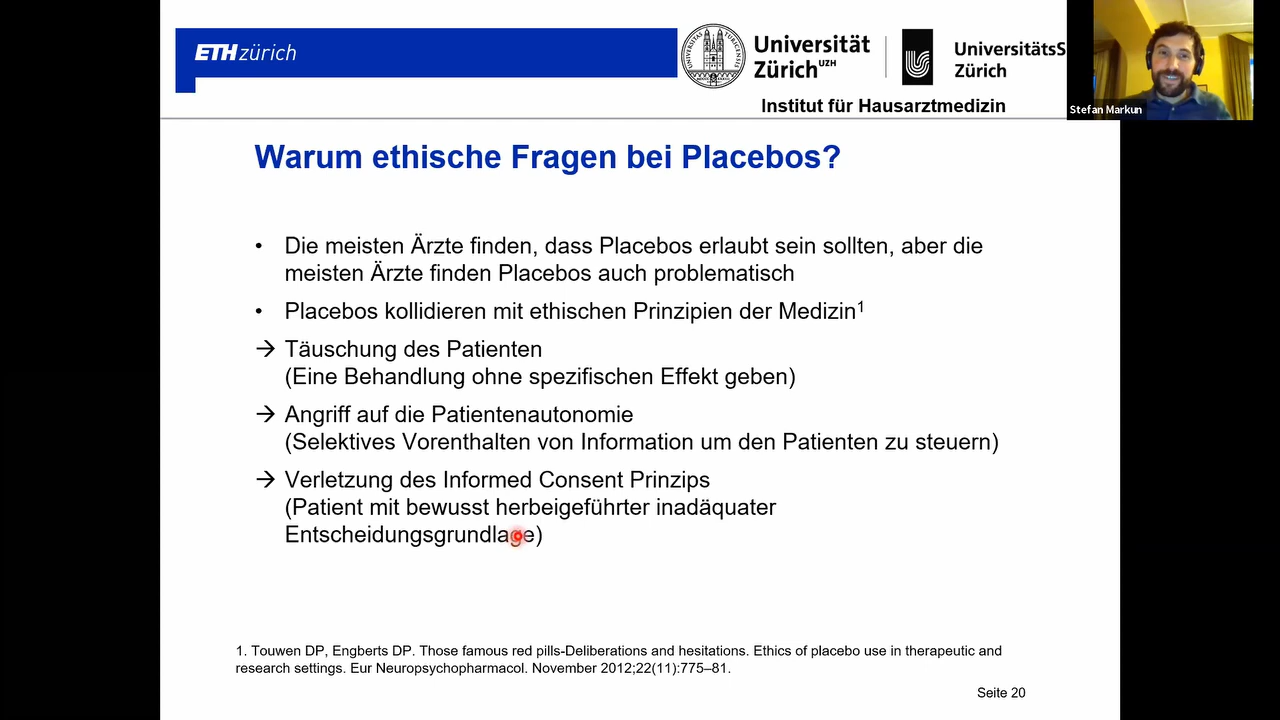 ETH zürich
Universität
Zürich UZH
UniversitätsS
Zürich
Institut für Hausarztmedizin
Stefan Markun
Warum ethische Fragen bei Placebos?
• Die meisten Ärzte finden, dass Placebos erlaubt sein sollten, aber die
meisten Ärzte finden Placebos auch problematisch
• Placebos kollidieren mit ethischen Prinzipien der Medizin¹
→ Täuschung des Patienten
(Eine Behandlung ohne spezifischen Effekt geben)
→ Angriff auf die Patientenautonomie
(Selektives Vorenthalten von Information um den Patienten zu steuern)
→ Verletzung des Informed Consent Prinzips
(Patient mit bewusst herbeigeführter inadäquater
Entscheidungsgrundlage)
1. Touwen DP, Engberts DP. Those famous red pills-Deliberations and hesitations. Ethics of placebo use in therapeutic and
research settings. Eur Neuropsychopharmacol. November 2012;22(11):775–81.
Seite 20